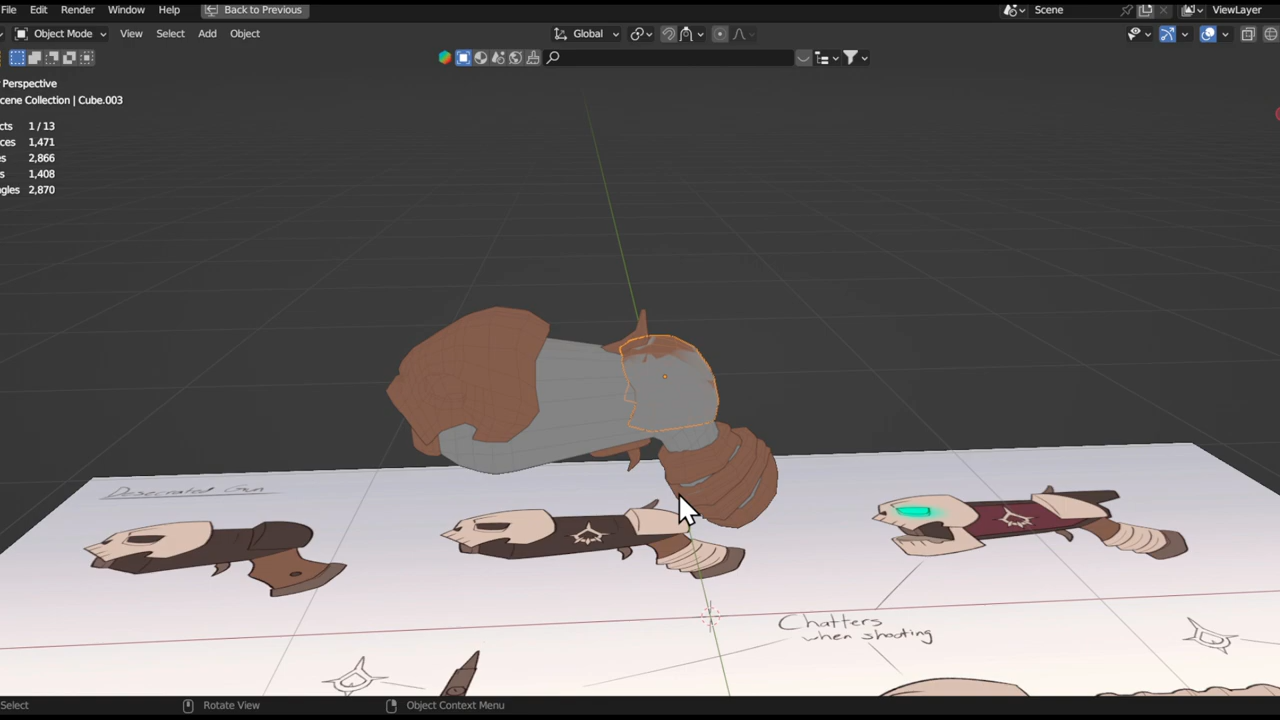 File Edit Render Window Help Back to Previous Scene ViewLayer
Object Mode View Select Add Object Global
Perspective
cene Collection | Cube.003
cts 1 / 13
ces 1,471
es 2,866
s 1,408
ngles 2,870
Desecrated Gun
Chatters
when shooting
Select Rotate View Object Context Menu